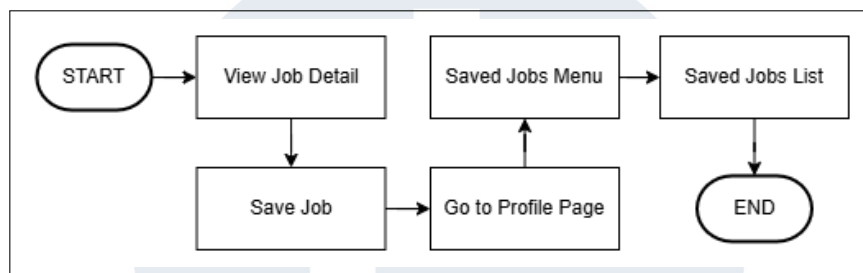 START
View Job Detail
Save Job
Go to Profile Page
Saved Jobs Menu
Saved Jobs List
END